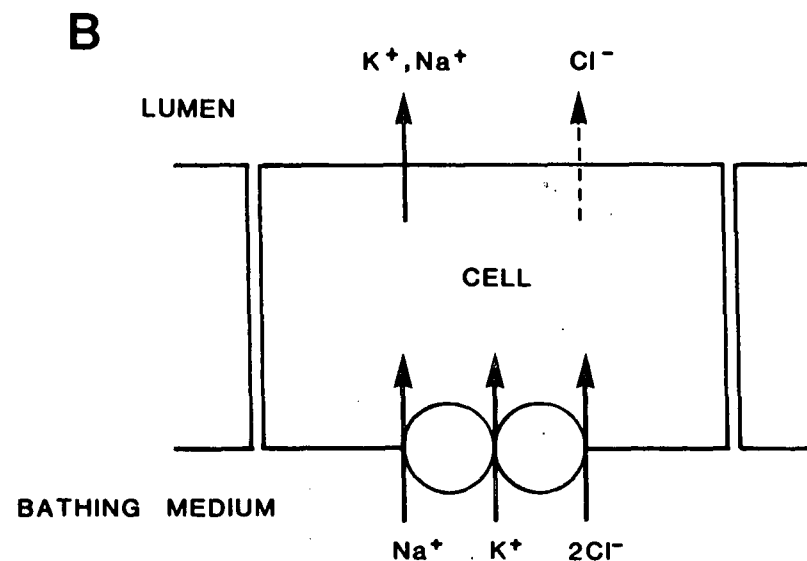 B
K⁺,Na⁺ Cl⁻
LUMEN
CELL
BATHING MEDIUM
Na⁺ K⁺ 2Cl⁻